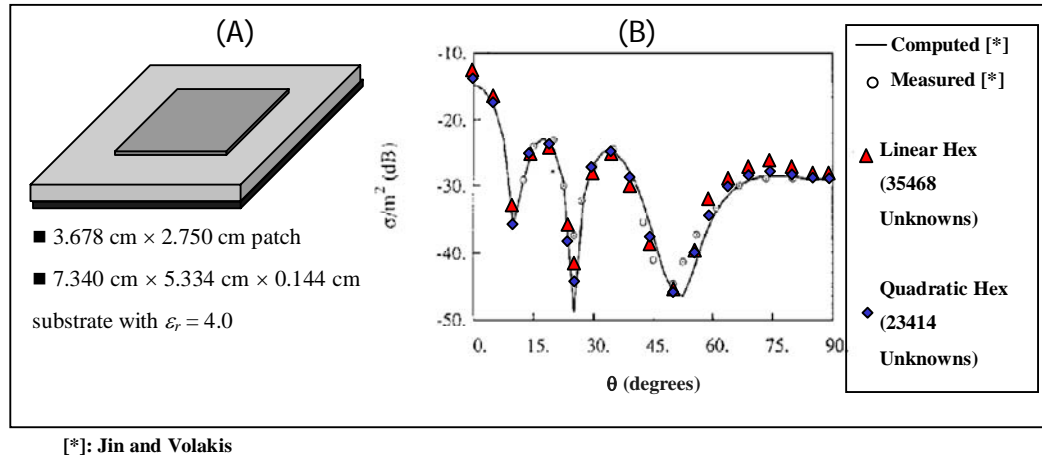 (A)
(B)
■ 3.678 cm × 2.750 cm patch
■ 7.340 cm × 5.334 cm × 0.144 cm
substrate with εr = 4.0
σ/m² (dB)
-10.
-20.
-30.
-40.
-50.
0. 15. 30. 45. 60. 75. 90.
θ (degrees)
Computed [*]
Measured [*]
Linear Hex
(35468
Unknowns)
Quadratic Hex
(23414
Unknowns)
[*]: Jin and Volakis